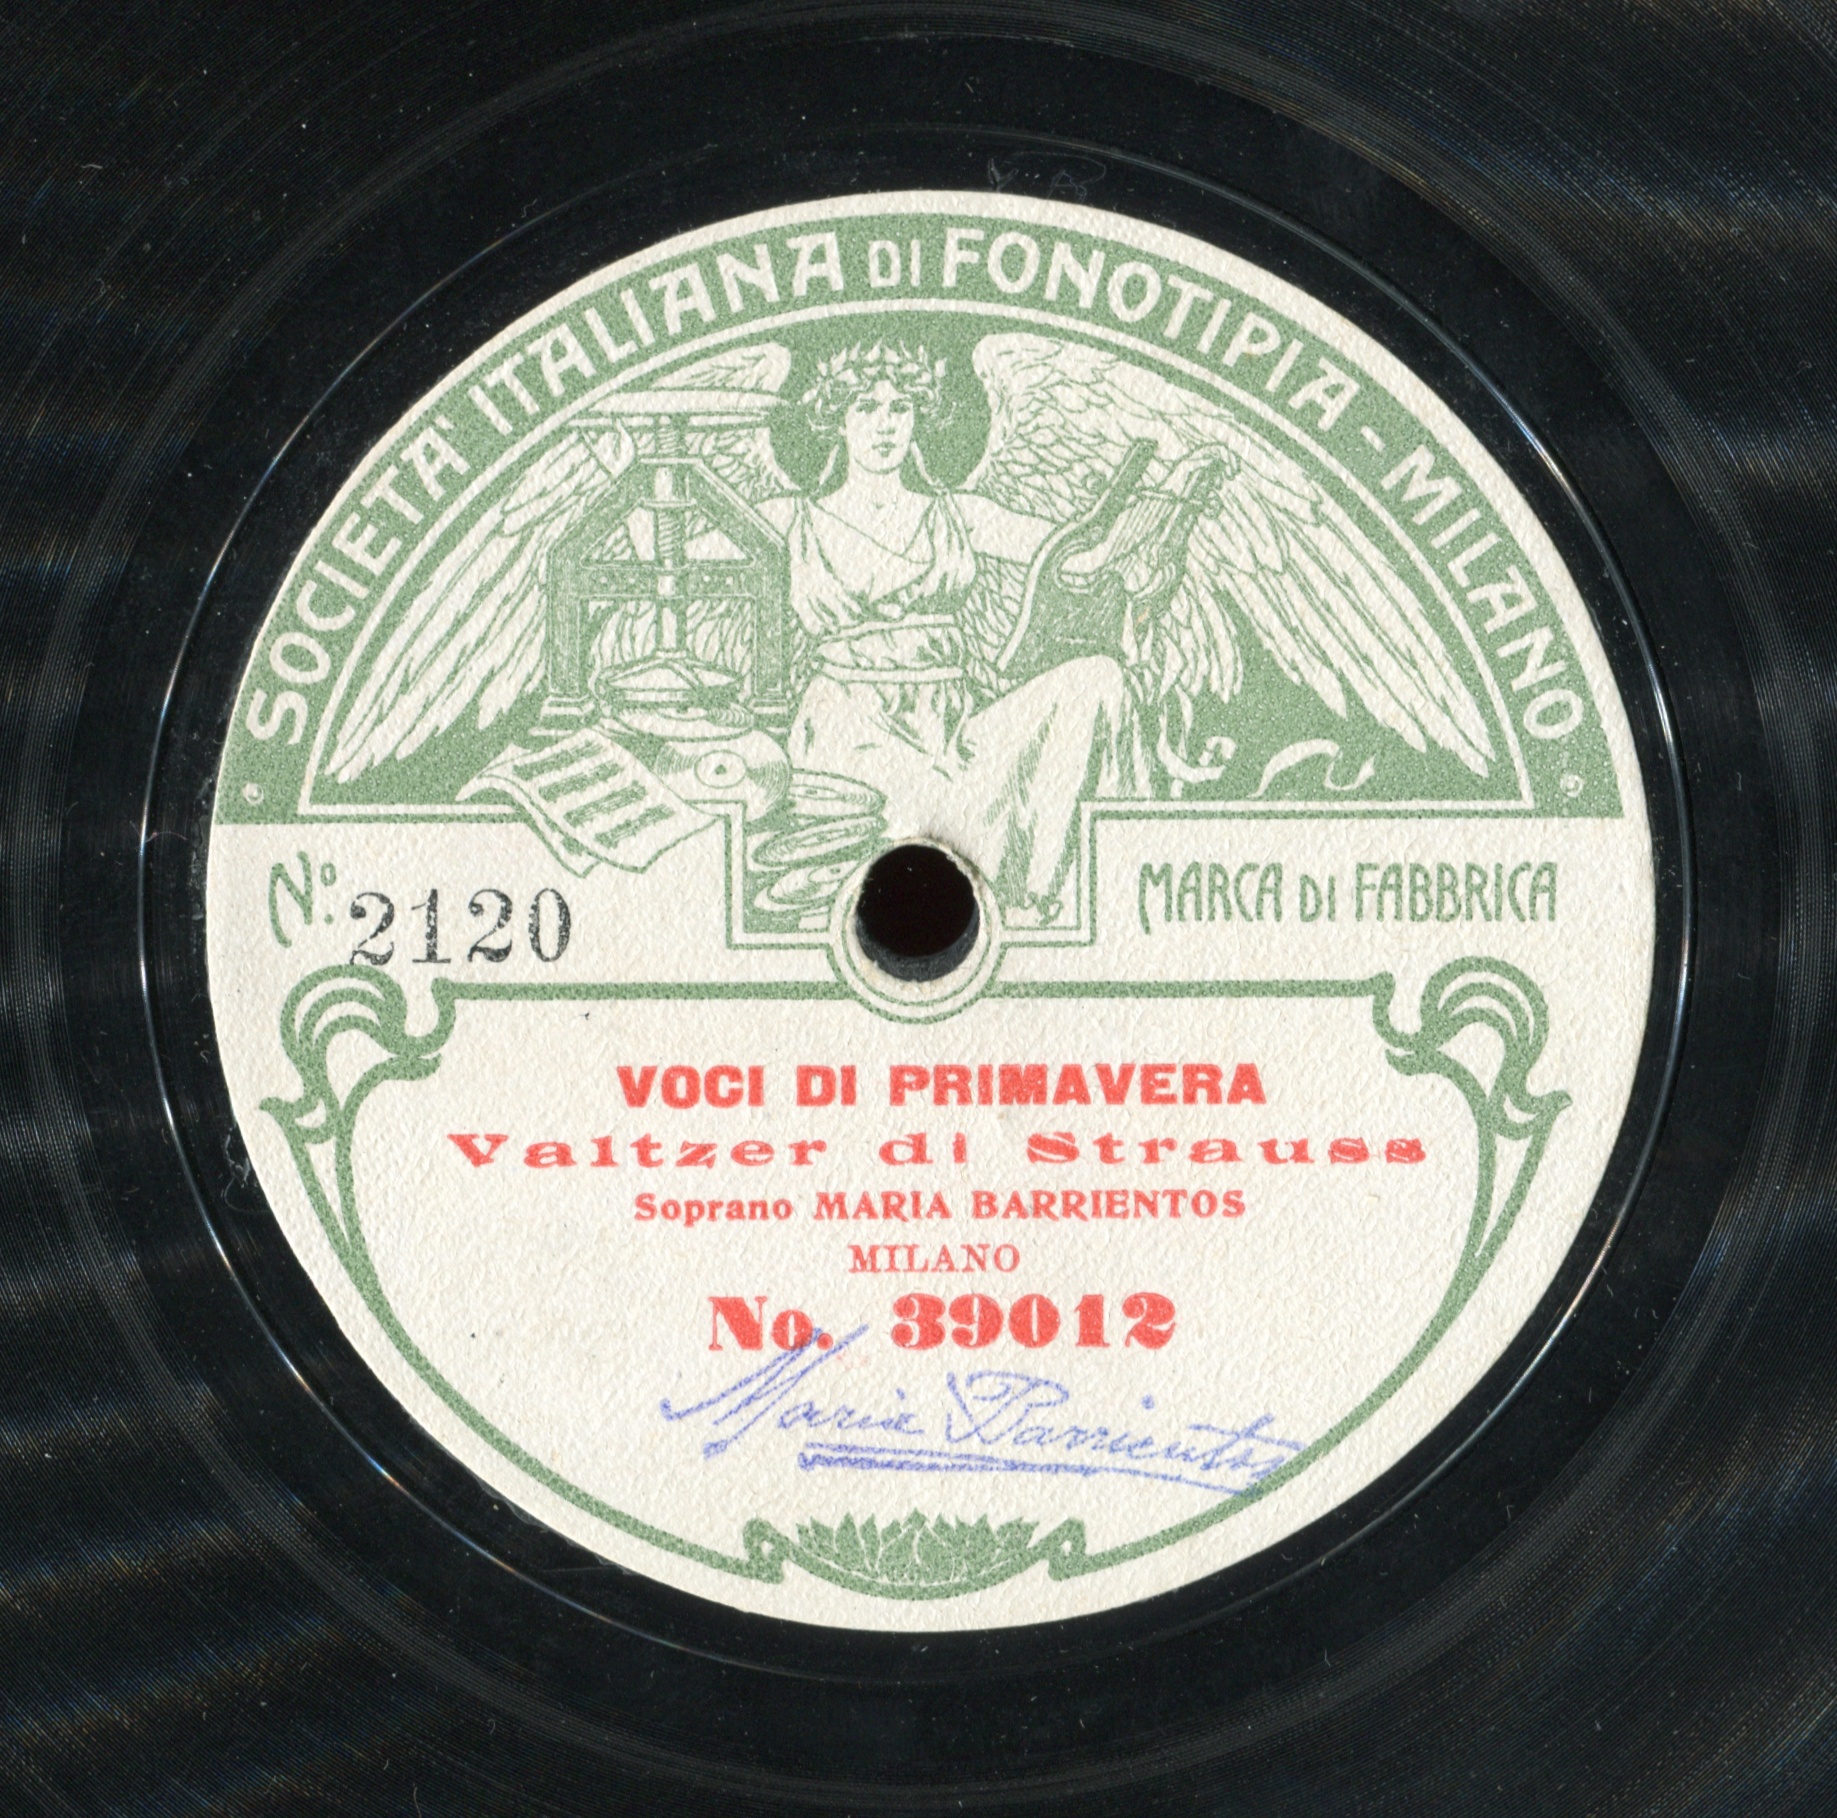 SOCIETA' ITALIANA DI FONOTIPIA - MILANO
No. 2120
MARCA DI FABBRICA
VOCI DI PRIMAVERA
Valtzer di Strauss
Soprano MARIA BARRIENTOS
MILANO
No. 39012
Maria Barrientos